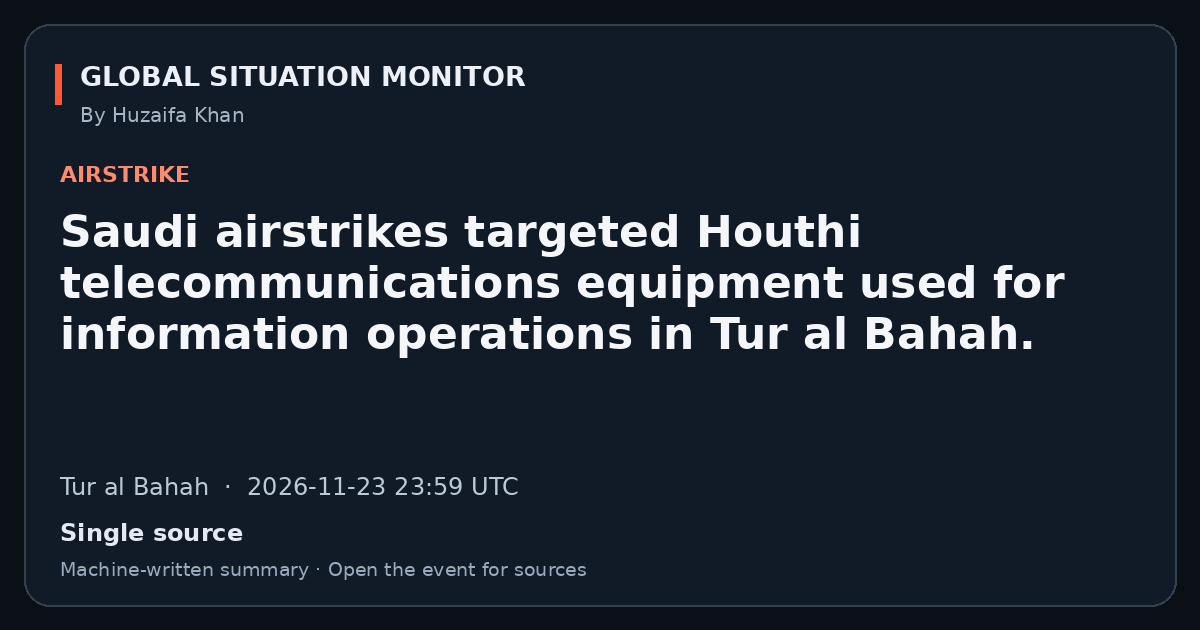 GLOBAL SITUATION MONITOR
By Huzaifa Khan
AIRSTRIKE
Saudi airstrikes targeted Houthi
telecommunications equipment used for
information operations in Tur al Bahah.
Tur al Bahah · 2026-11-23 23:59 UTC
Single source
Machine-written summary · Open the event for sources